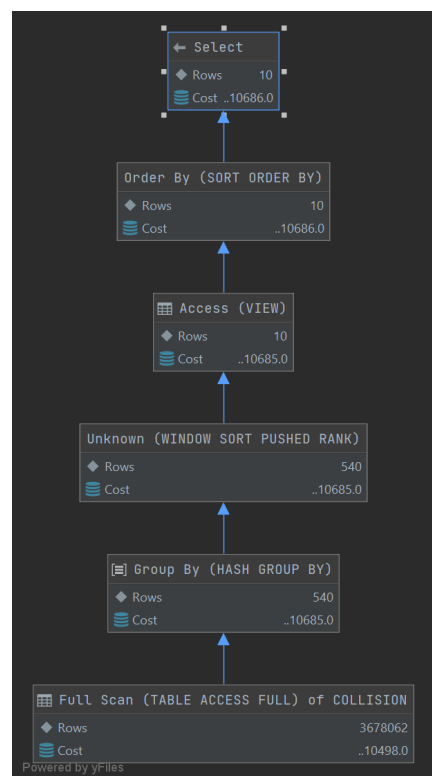 Select
Rows 10
Cost ..10686.0
Order By (SORT ORDER BY)
Rows 10
Cost ..10686.0
Access (VIEW)
Rows 10
Cost ..10685.0
Unknown (WINDOW SORT PUSHED RANK)
Rows 540
Cost ..10685.0
Group By (HASH GROUP BY)
Rows 540
Cost ..10685.0
Full Scan (TABLE ACCESS FULL) of COLLISION
Rows 3678062
Cost ..10498.0
Powered by yFiles